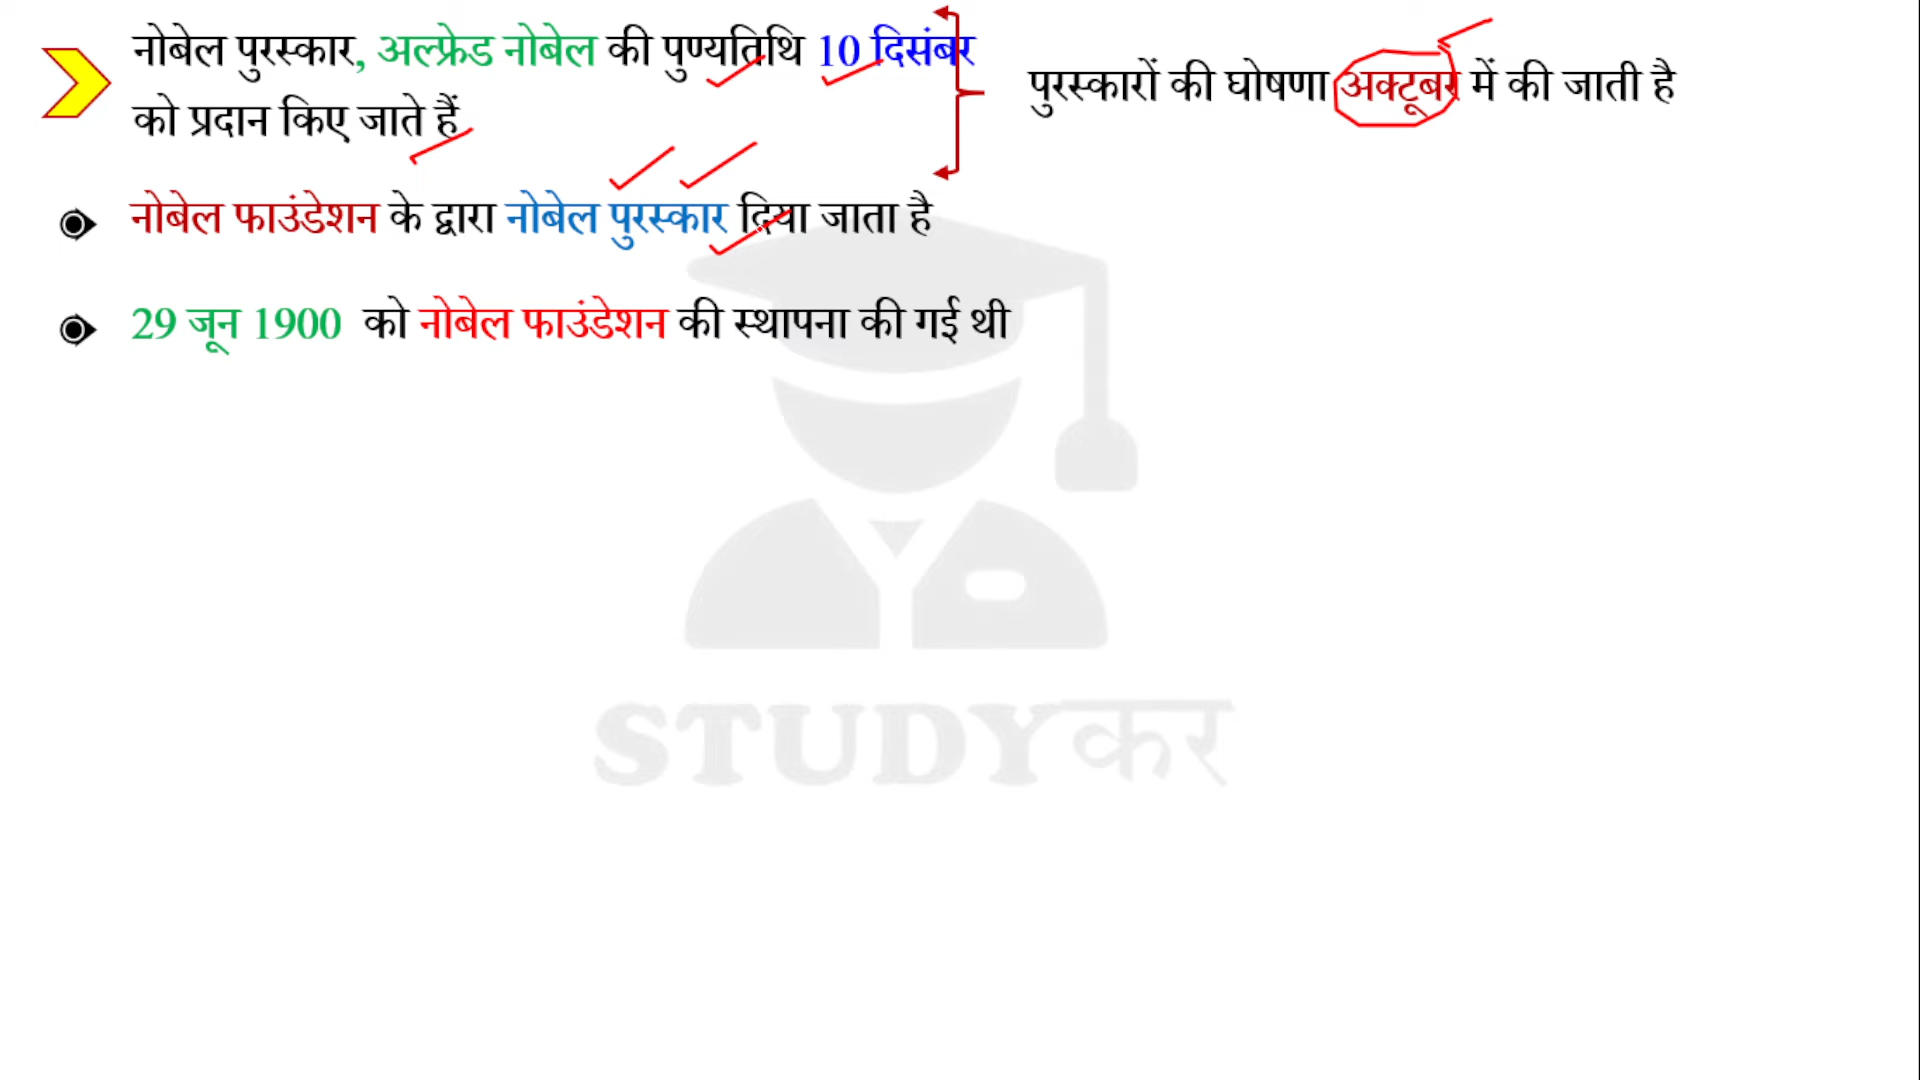 नोबेल पुरस्कार, अल्फ्रेड नोबेल की पुण्यतिथि 10 दिसंबर
को प्रदान किए जाते हैं
पुरस्कारों की घोषणा अक्टूबर में की जाती है
नोबेल फाउंडेशन के द्वारा नोबेल पुरस्कार दिया जाता है
29 जून 1900 को नोबेल फाउंडेशन की स्थापना की गई थी
STUDYकर